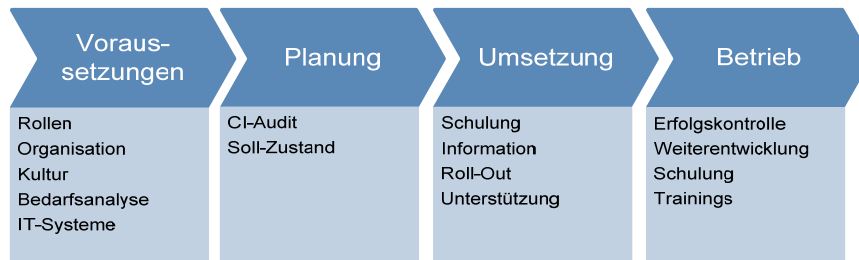 Voraus-
setzungen
Rollen
Organisation
Kultur
Bedarfsanalyse
IT-Systeme
Planung
CI-Audit
Soll-Zustand
Umsetzung
Schulung
Information
Roll-Out
Unterstützung
Betrieb
Erfolgskontrolle
Weiterentwicklung
Schulung
Trainings